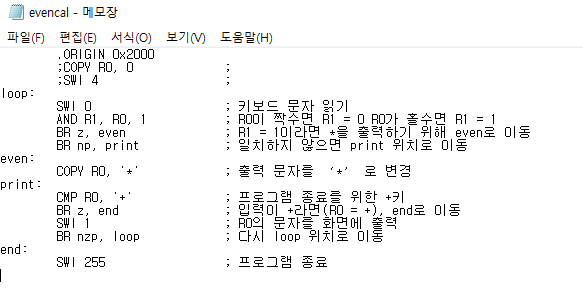 evencal - 메모장
파일(F) 편집(E) 서식(O) 보기(V) 도움말(H)
.ORIGIN 0x2000
;COPY R0, 0 ;
;SWI 4 ;
loop:
SWI 0 ; 키보드 문자 읽기
AND R1, R0, 1 ; R0이 짝수면 R1 = 0 R0가 홀수면 R1 = 1
BR z, even ; R1 = 1이라면 *을 출력하기 위해 even로 이동
BR np, print ; 일치하지 않으면 print 위치로 이동
even:
COPY R0, '*' ; 출력 문자를 ‘*’ 로 변경
print:
CMP R0, '+' ; 프로그램 종료를 위한 +키
BR z, end ; 입력이 +라면(R0 = +), end로 이동
SWI 1 ; R0의 문자를 화면에 출력
BR nzp, loop ; 다시 loop 위치로 이동
end:
SWI 255 ; 프로그램 종료